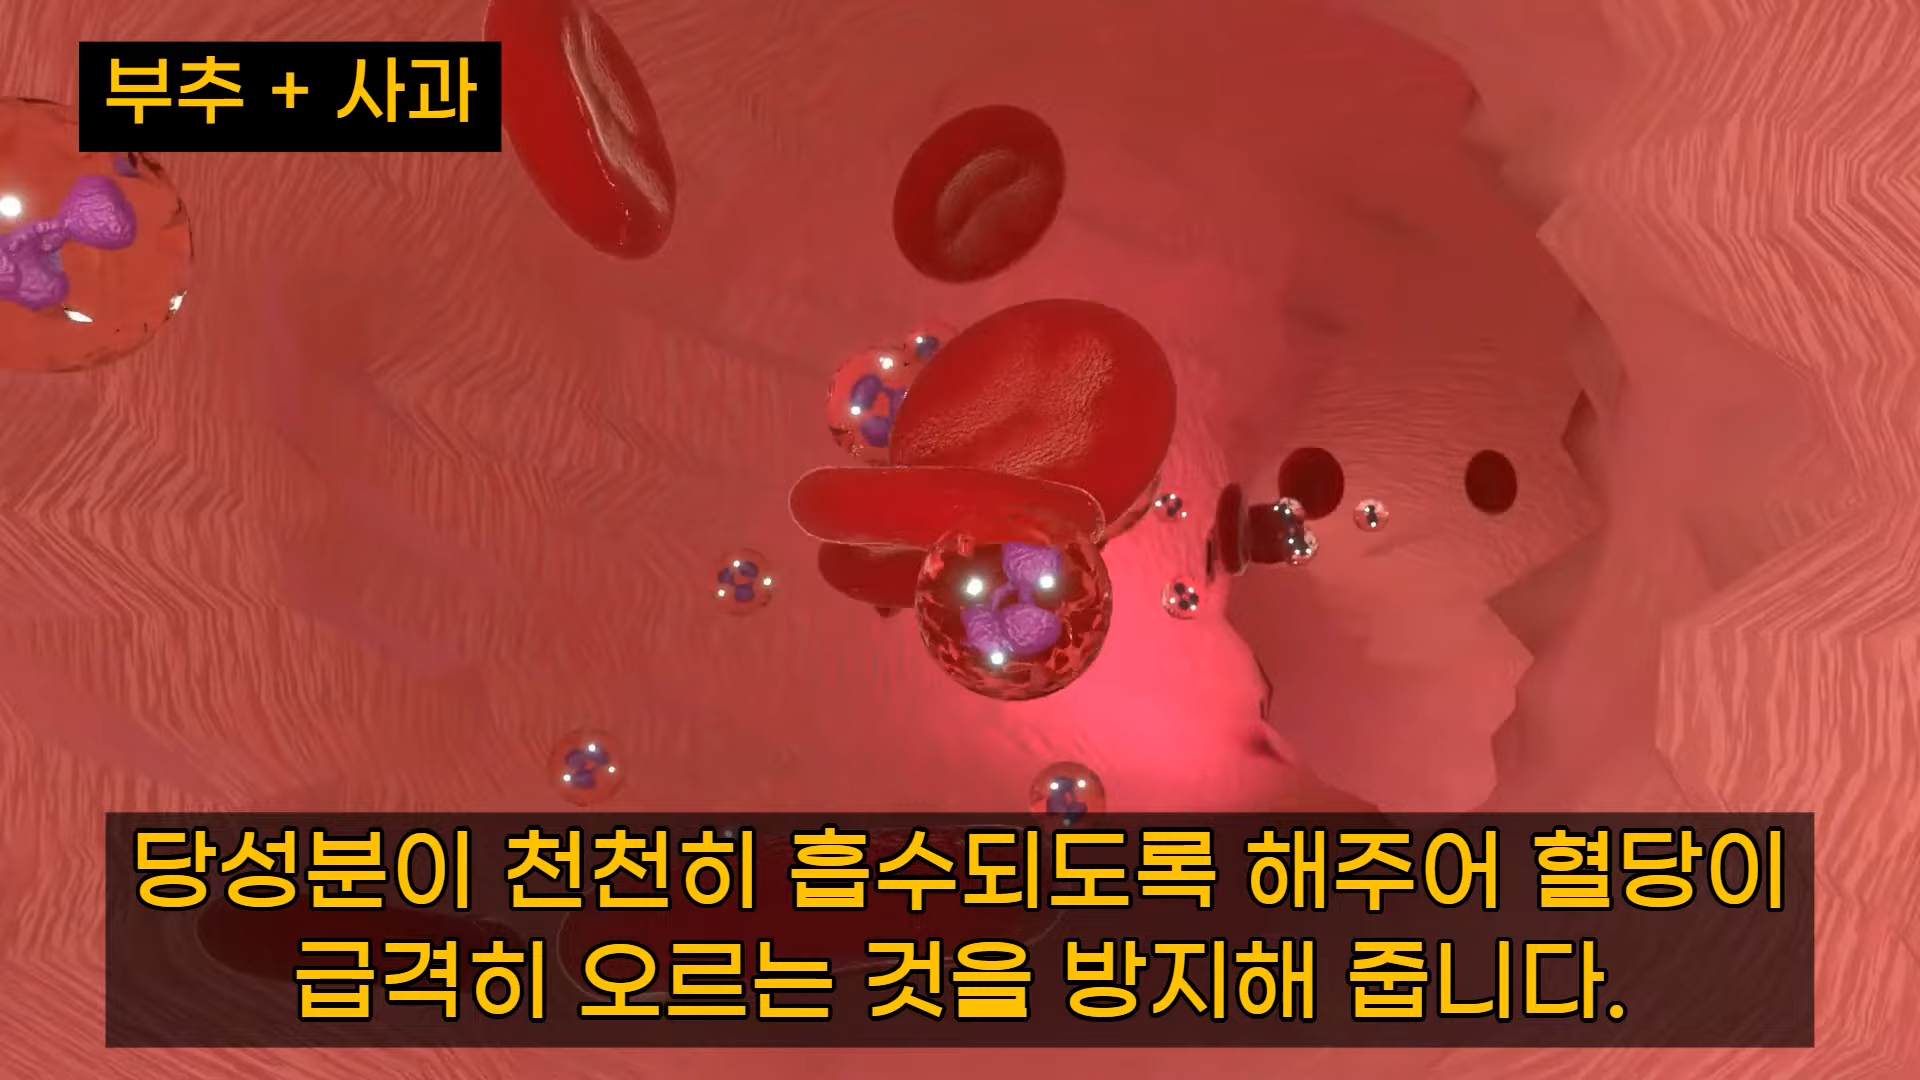 부추 + 사과
당성분이 천천히 흡수되도록 해주어 혈당이
급격히 오르는 것을 방지해 줍니다.